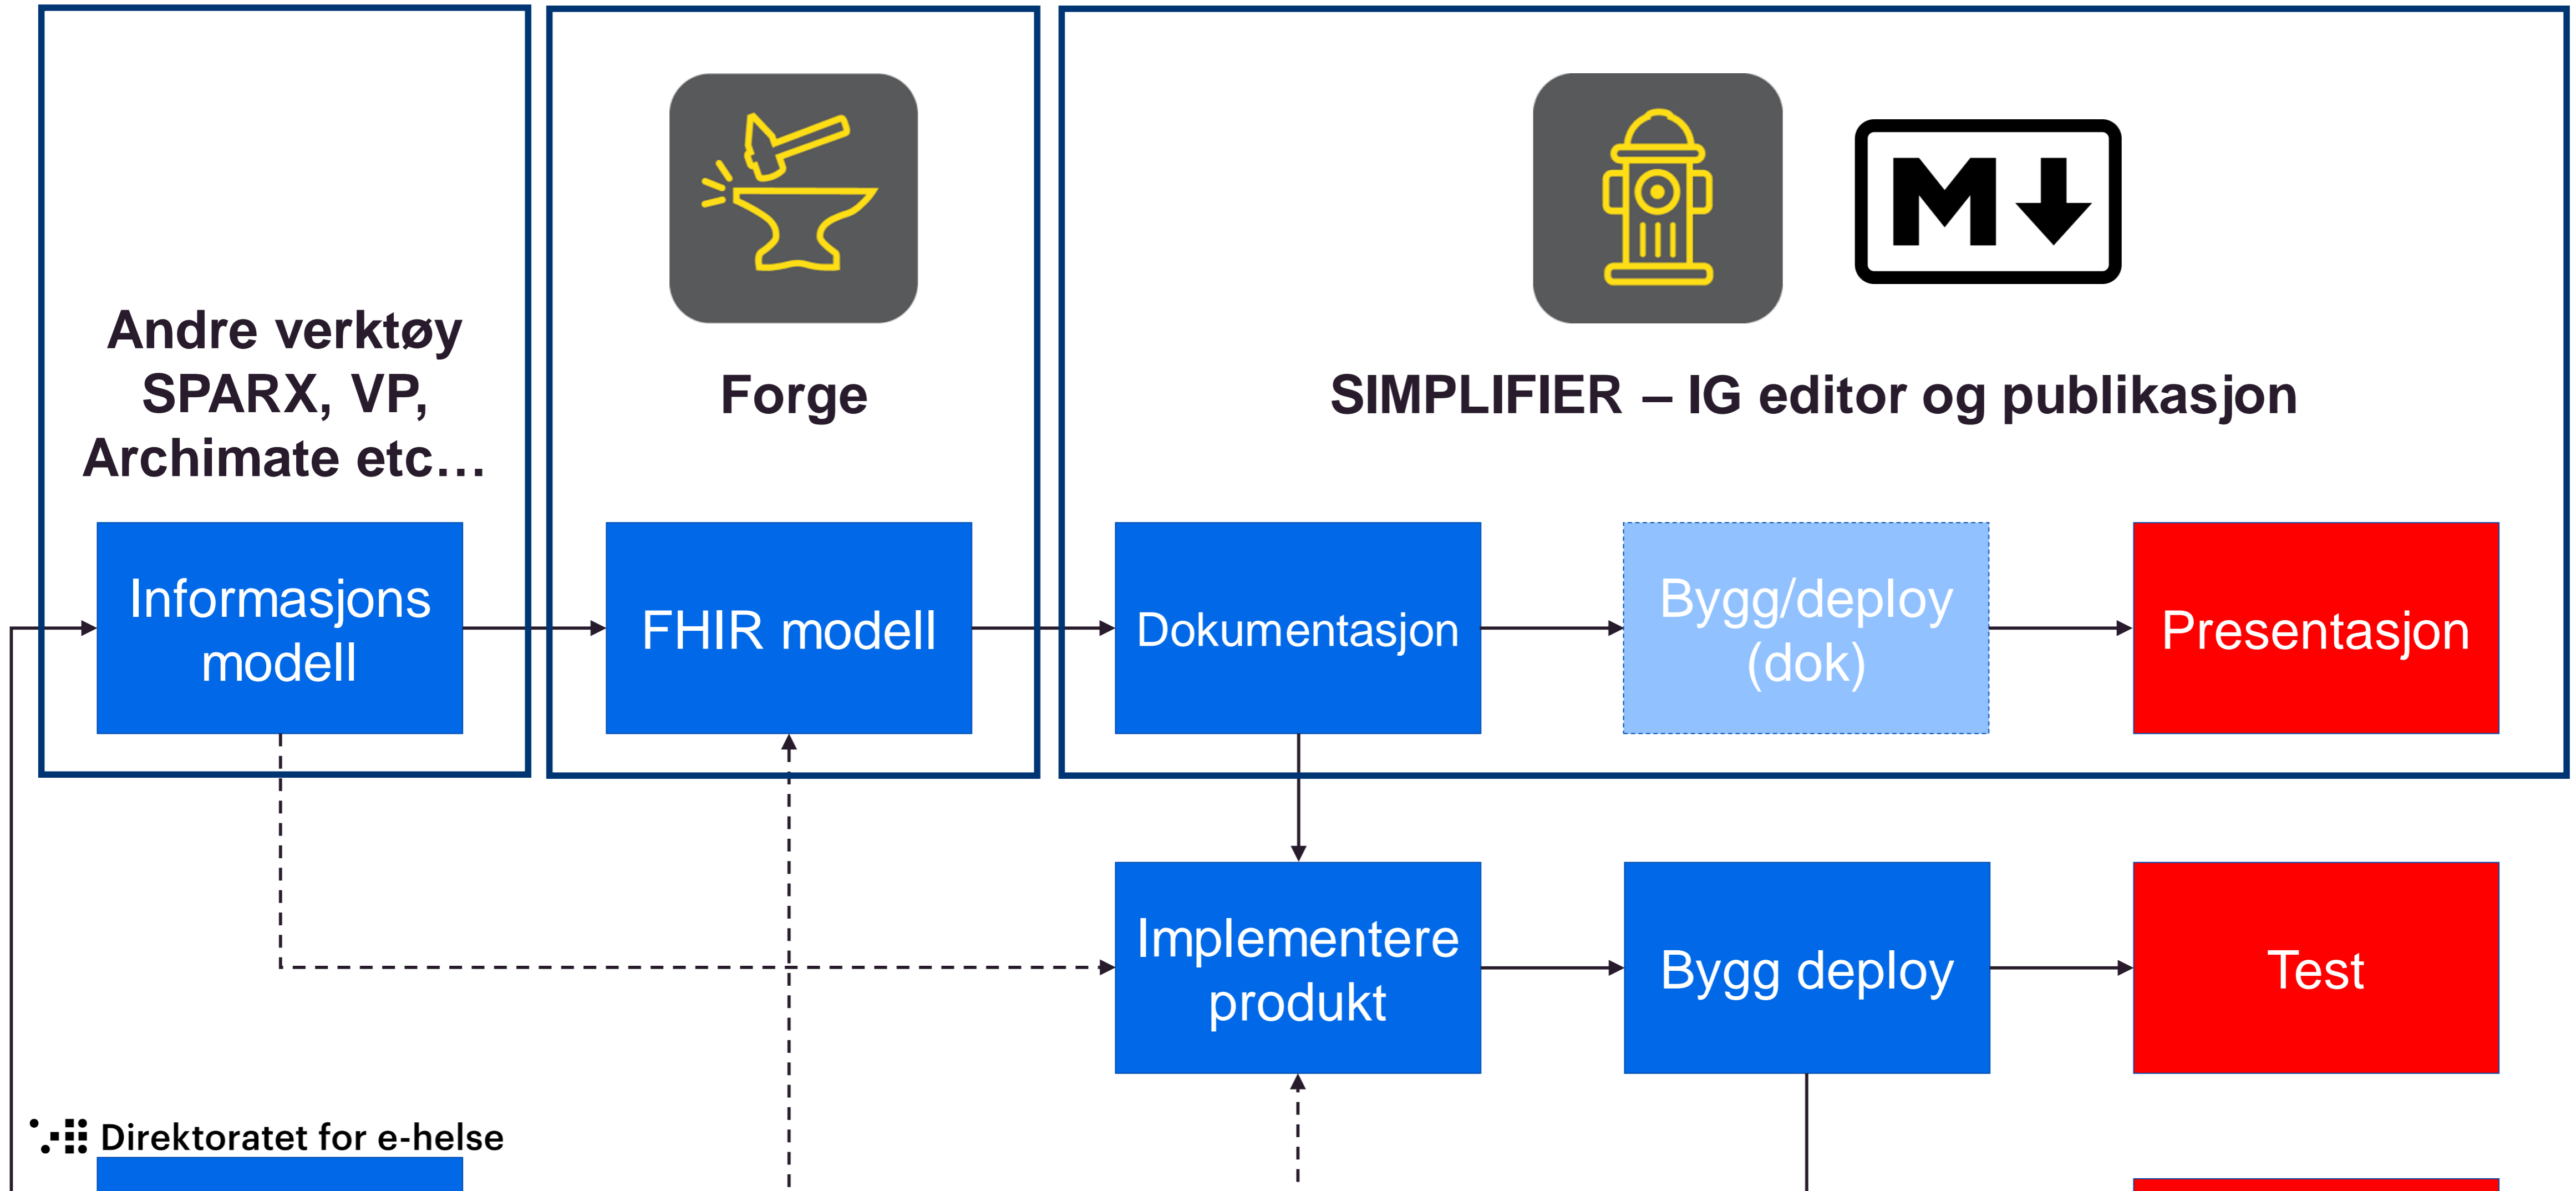 Andre verktøy
SPARX, VP,
Archimate etc…
Forge
M
SIMPLIFIER – IG editor og publikasjon
Informasjons
modell
FHIR modell
Dokumentasjon
Bygg/deploy
(dok)
Presentasjon
Implementere
produkt
Bygg deploy
Test
Direktoratet for e-helse